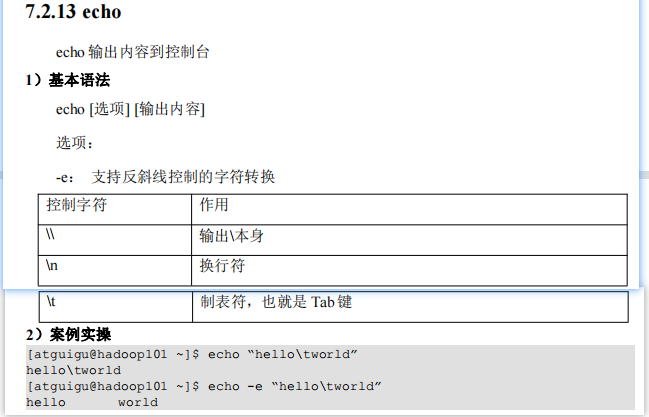 7.2.13 echo
echo 输出内容到控制台
1）基本语法
echo [选项] [输出内容]
选项：
-e： 支持反斜线控制的字符转换
控制字符 作用
\\ 输出\本身
\n 换行符
\t 制表符，也就是 Tab 键
2）案例实操
[atguigu@hadoop101 ~]$ echo “hello\tworld”
hello\tworld
[atguigu@hadoop101 ~]$ echo -e “hello\tworld”
hello world